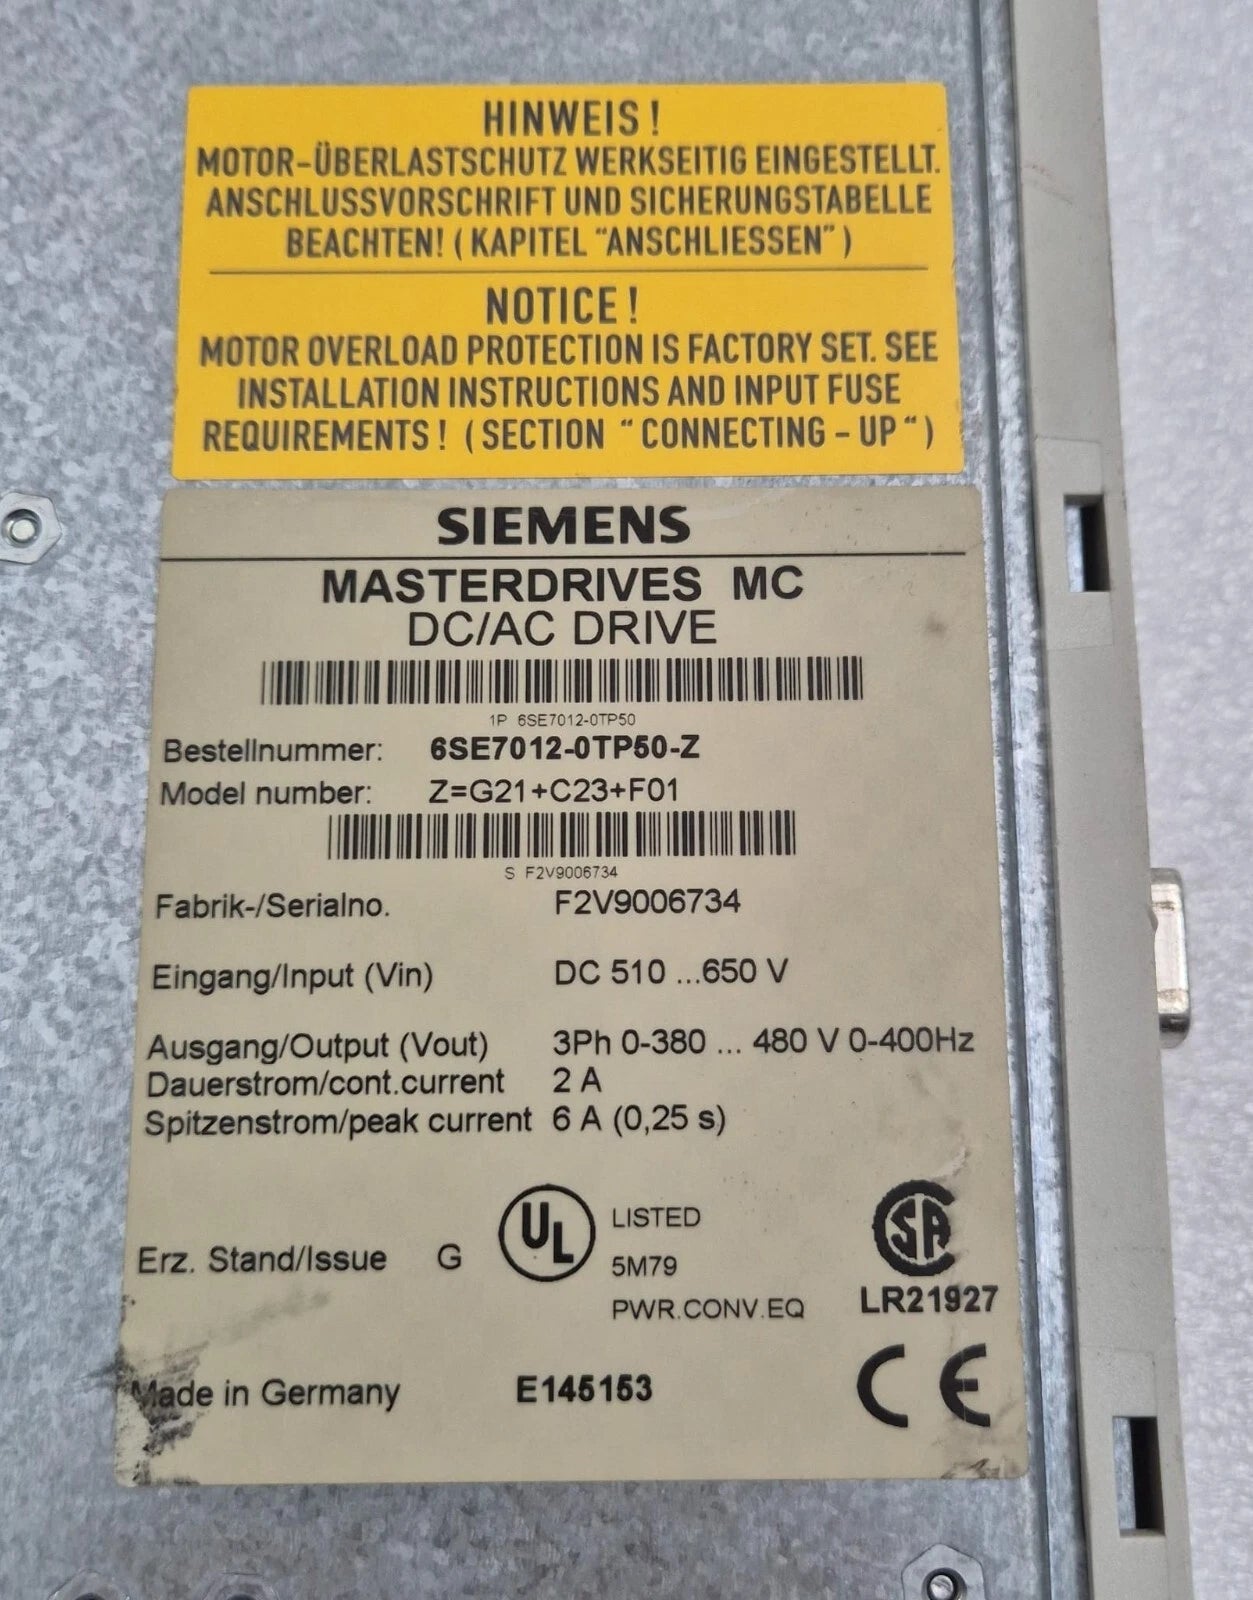 HINWEIS !
MOTOR-ÜBERLASTSCHUTZ WERKSEITIG EINGESTELLT.
ANSCHLUSSVORSCHRIFT UND SICHERUNGSTABELLE
BEACHTEN! ( KAPITEL "ANSCHLIESSEN" )
NOTICE !
MOTOR OVERLOAD PROTECTION IS FACTORY SET. SEE
INSTALLATION INSTRUCTIONS AND INPUT FUSE
REQUIREMENTS ! ( SECTION " CONNECTING - UP " )
SIEMENS
MASTERDRIVES MC
DC/AC DRIVE
1P 6SE7012-0TP50
Bestellnummer: 6SE7012-0TP50-Z
Model number: Z=G21+C23+F01
S F2V9006734
Fabrik-/Serialno. F2V9006734
Eingang/Input (Vin) DC 510 ...650 V
Ausgang/Output (Vout) 3Ph 0-380 ... 480 V 0-400Hz
Dauerstrom/cont.current 2 A
Spitzenstrom/peak current 6 A (0,25 s)
Erz. Stand/Issue G
UL LISTED
5M79
PWR.CONV.EQ
SA
LR21927
Made in Germany E145153 CE